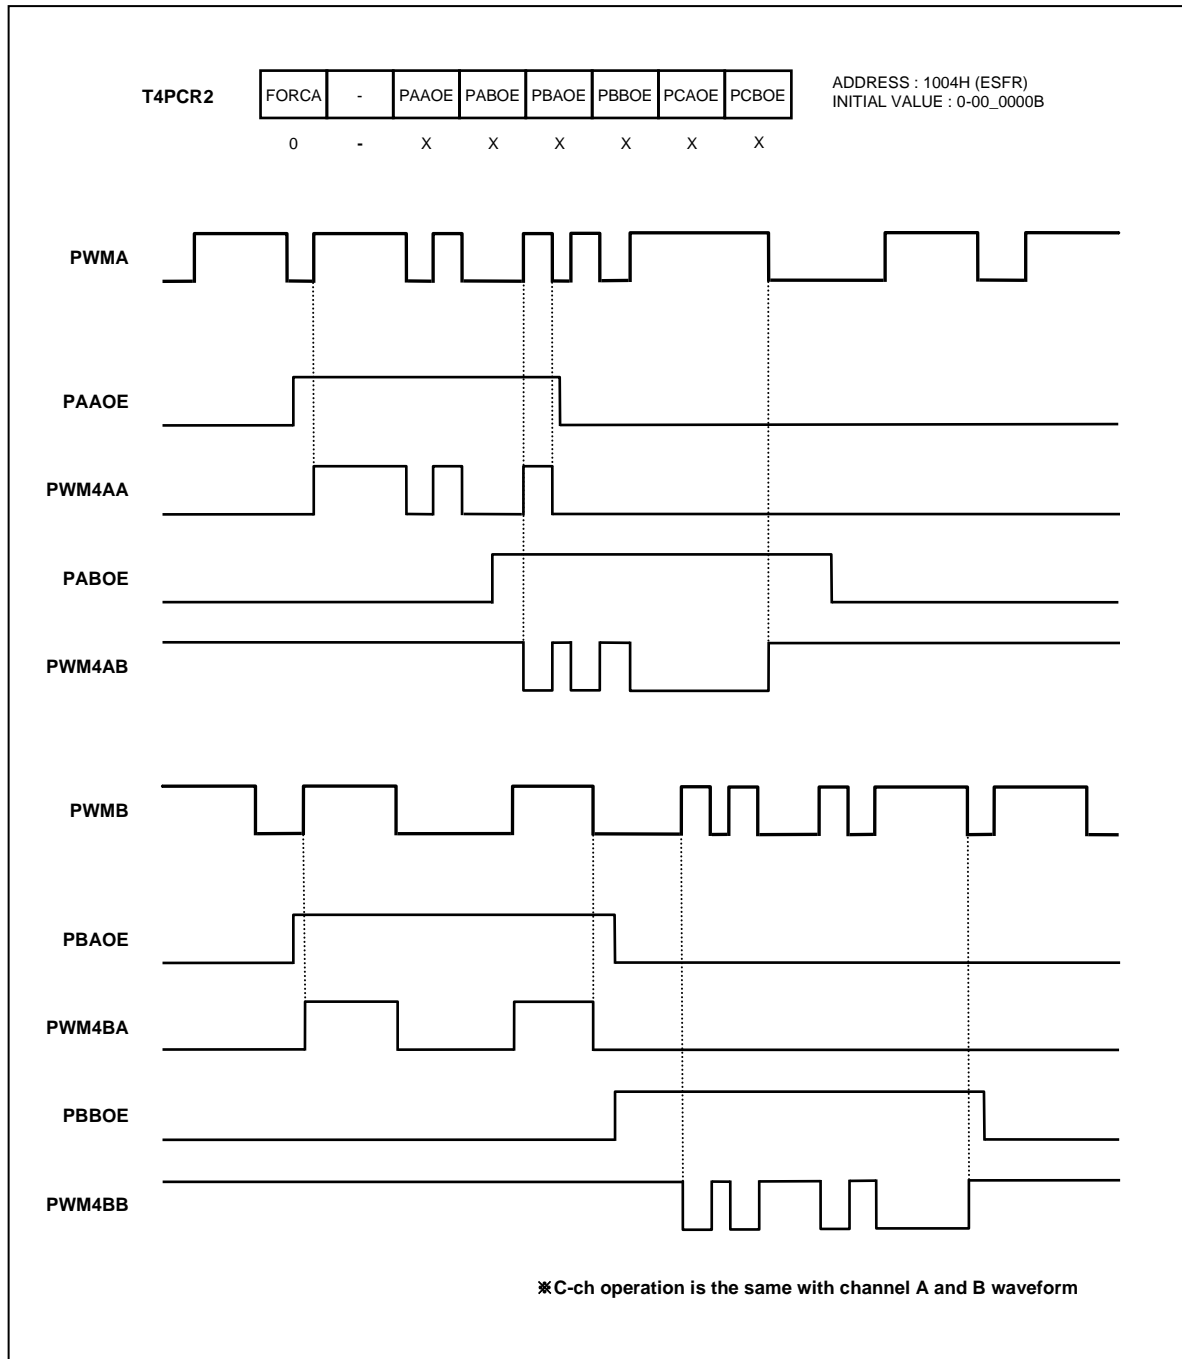 T4PCR2 FORCA - PAAOE PABOE PBAOE PBBOE PCAOE PCBOE ADDRESS : 1004H (ESFR)
INITIAL VALUE : 0-00_0000B
0 - X X X X X X
PWMA
PAAOE
PWM4AA
PABOE
PWM4AB
PWMB
PBAOE
PWM4BA
PBBOE
PWM4BB
※C-ch operation is the same with channel A and B waveform